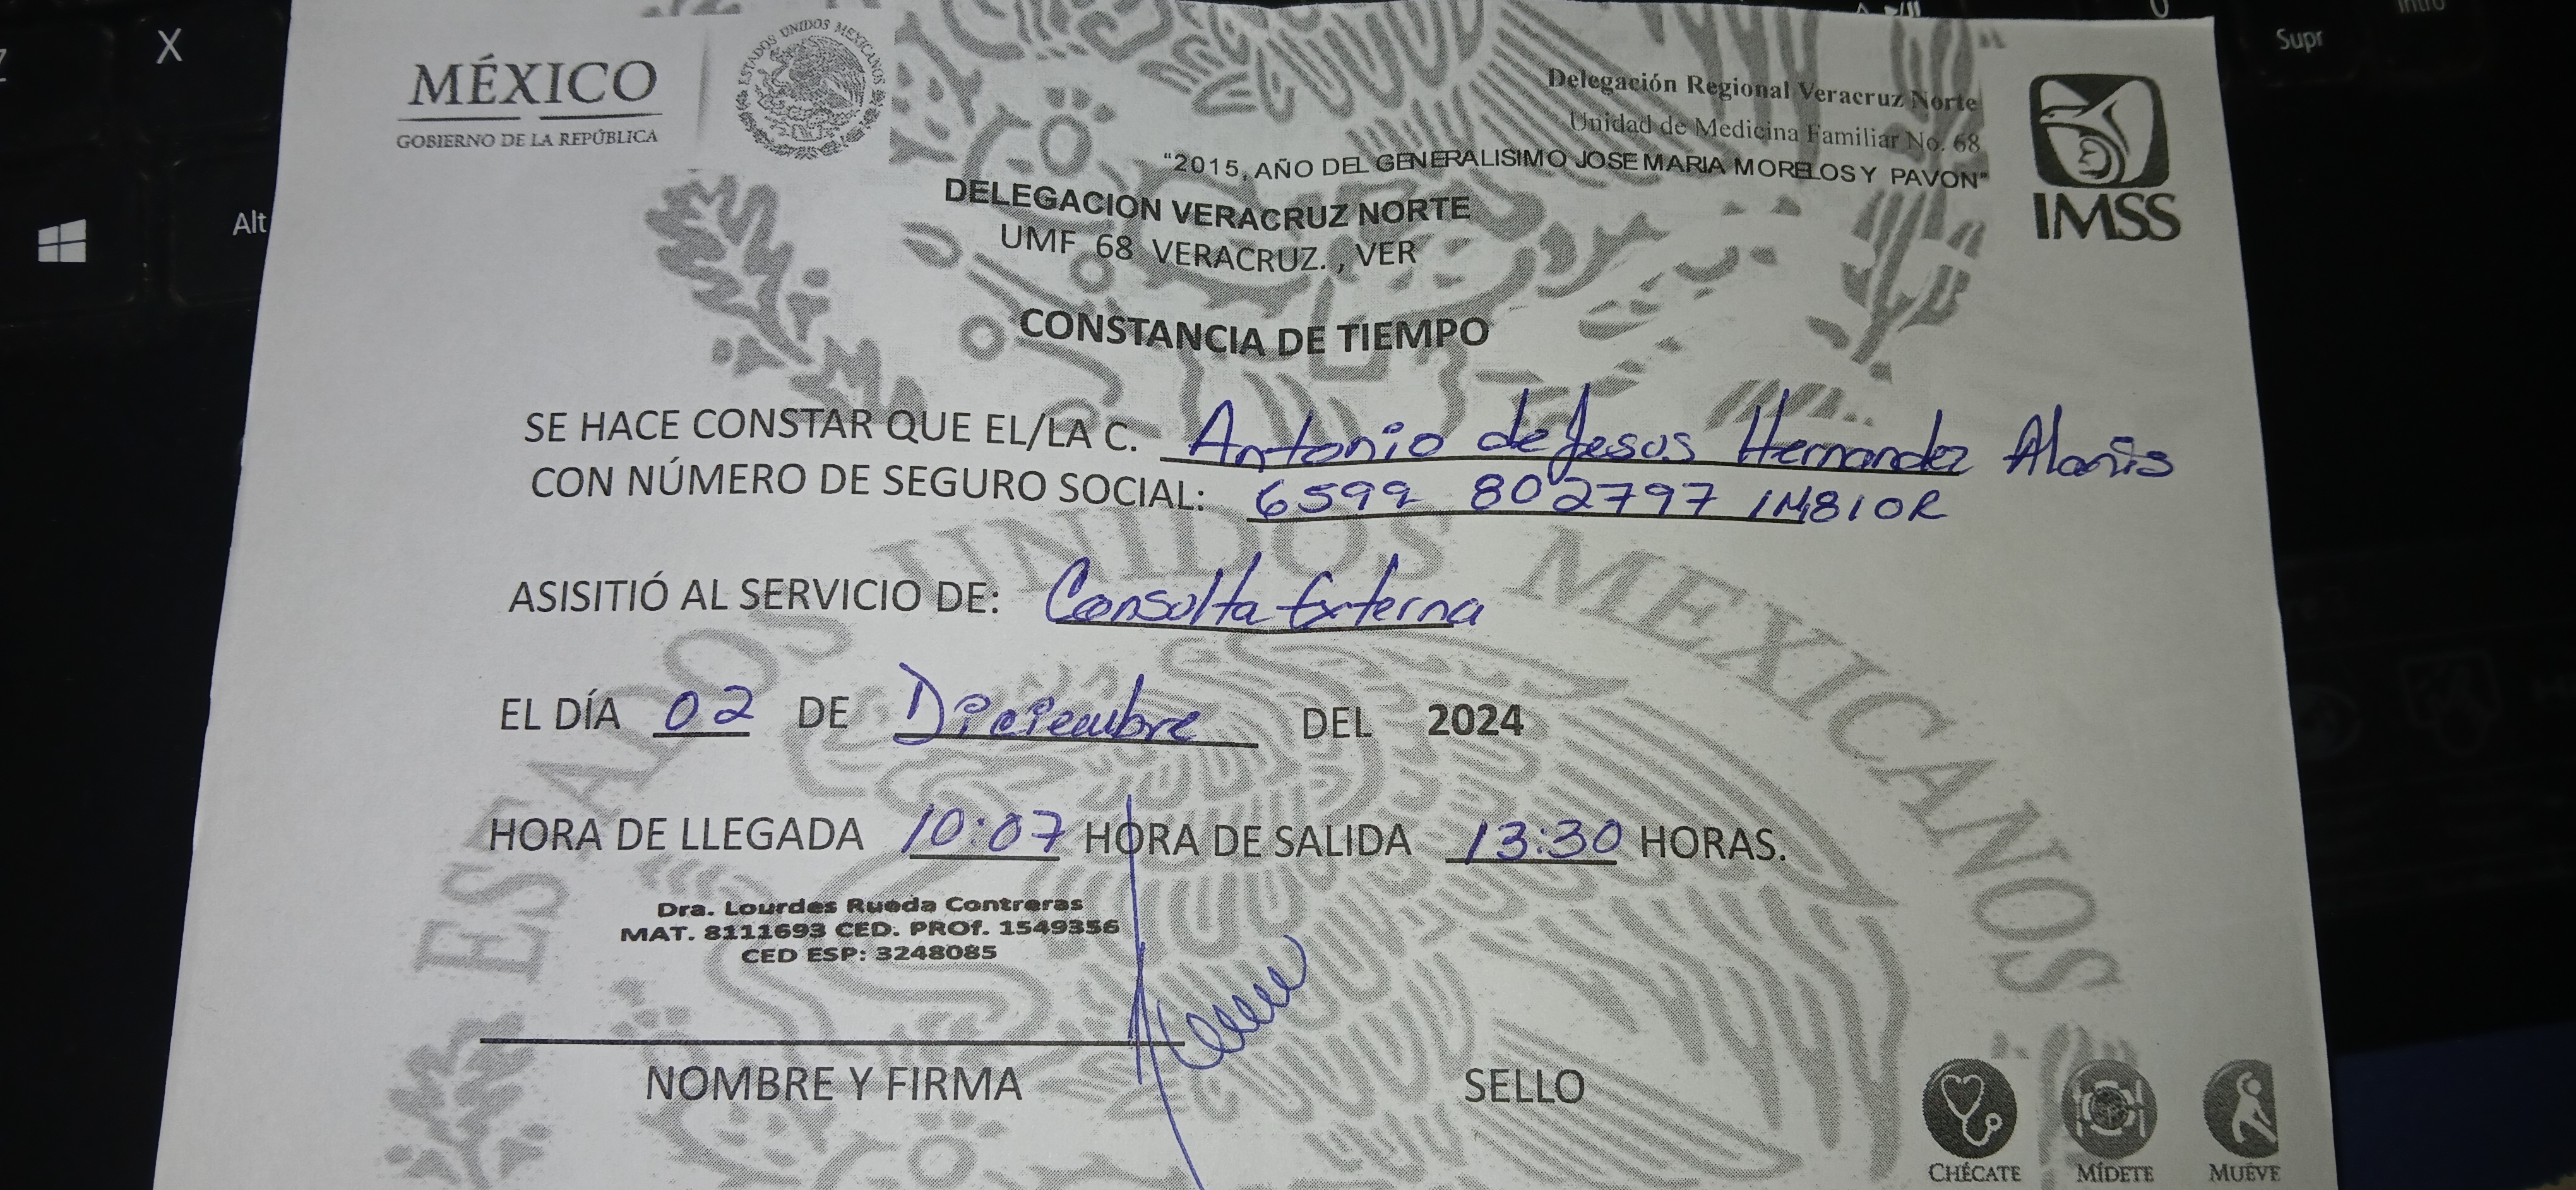 MÉXICO
GOBIERNO DE LA REPÚBLICA
ESTADOS UNIDOS MEXICANOS
Delegación Regional Veracruz Norte
Unidad de Medicina Familiar No. 68
"2015, AÑO DEL GENERALISIMO JOSE MARIA MORELOS Y PAVON"
IMSS
DELEGACION VERACRUZ NORTE
UMF 68 VERACRUZ. , VER
CONSTANCIA DE TIEMPO
SE HACE CONSTAR QUE EL/LA C. Antonio de Jesus Hernandez Alanis
CON NÚMERO DE SEGURO SOCIAL: 6599 802797 1M81OR
ASISITIÓ AL SERVICIO DE: Consulta Externa
EL DÍA 02 DE Diciembre DEL 2024
HORA DE LLEGADA 10:07 HORA DE SALIDA 13:30 HORAS.
Dra. Lourdes Rueda Contreras
MAT. 8111693 CED. PROf. 1549356
CED ESP: 3248085
NOMBRE Y FIRMA SELLO
CHÉCATE MÍDETE MUÉVE
ESTADOS UNIDOS MEXICANOS
X
Alt
Supr
Intro